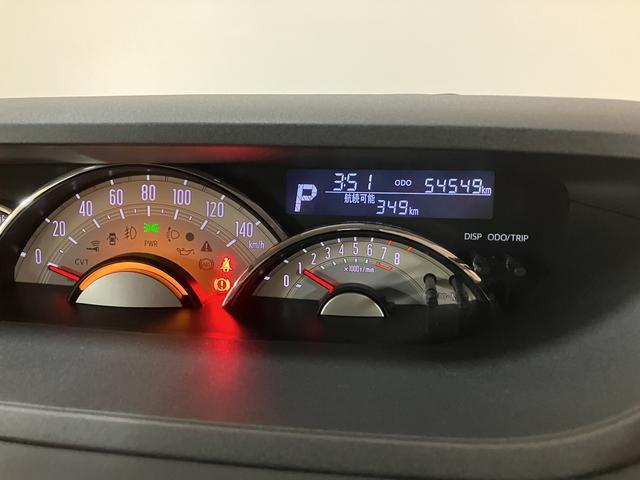 3:51 ODO 54549km
P
航続可能
349km
DISP ODO/TRIP
0 20 40 60 80 100 120 140 km/h
CVT PWR
0 1 2 3 4 5 6 7 8
×1000r/min